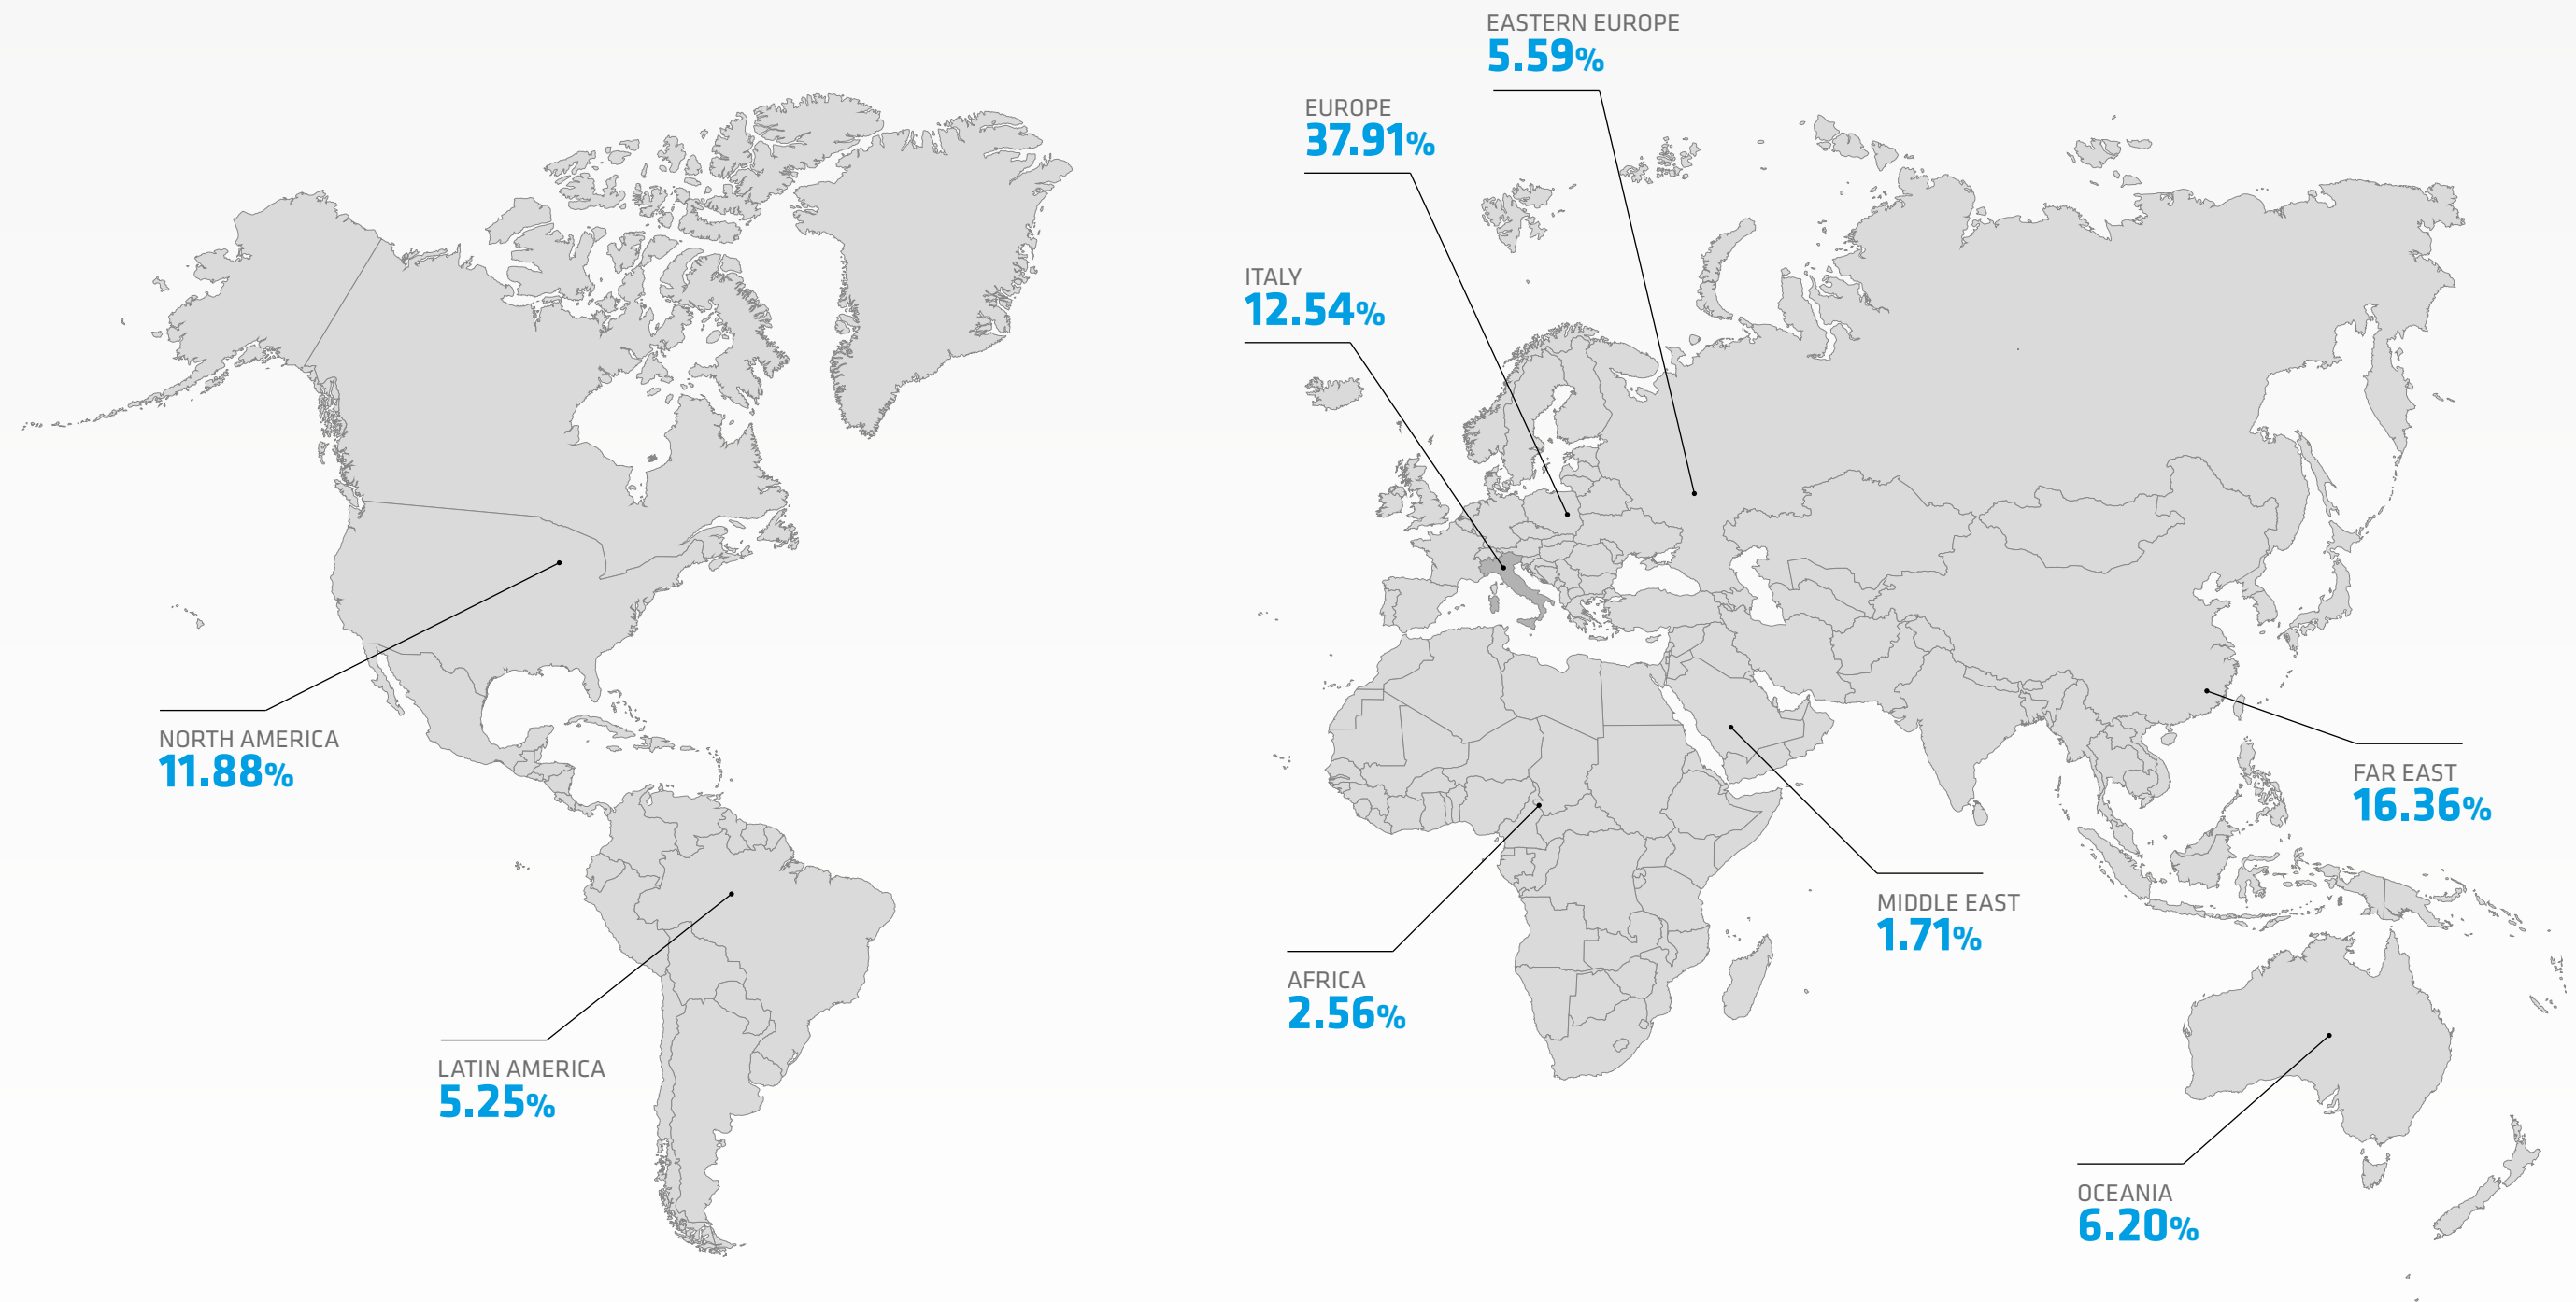 EASTERN EUROPE
5.59%
EUROPE
37.91%
ITALY
12.54%
NORTH AMERICA
11.88%
FAR EAST
16.36%
MIDDLE EAST
1.71%
AFRICA
2.56%
LATIN AMERICA
5.25%
OCEANIA
6.20%